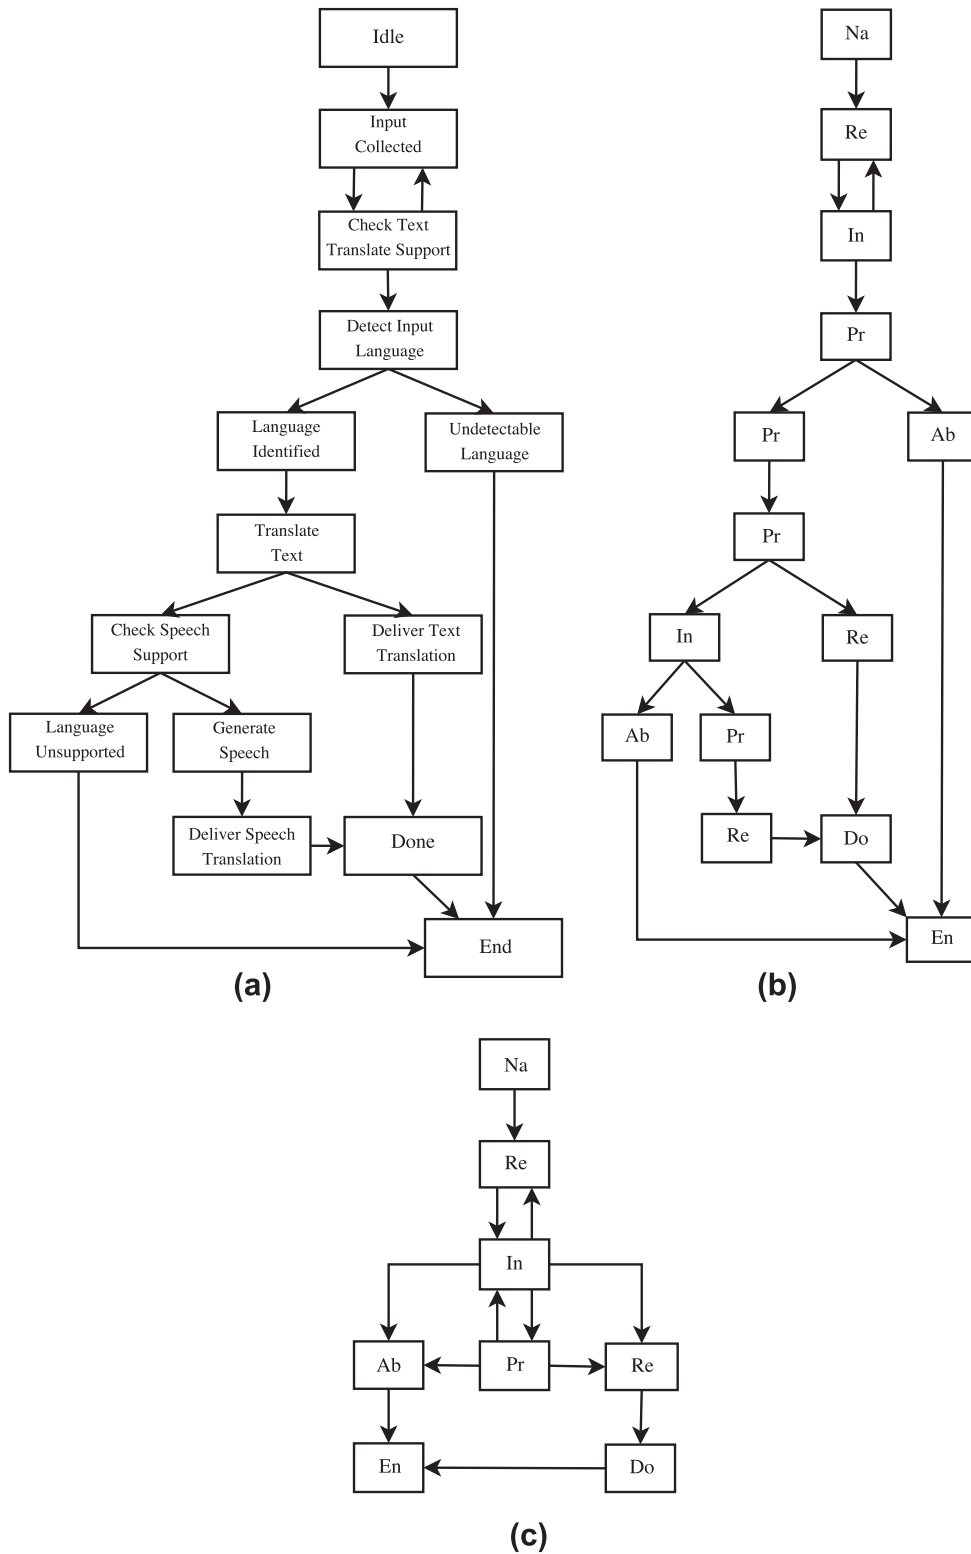 Idle
Input
Collected
Check Text
Translate Support
Detect Input
Language
Language
Identified
Undetectable
Language
Translate
Text
Check Speech
Support
Deliver Text
Translation
Language
Unsupported
Generate
Speech
Deliver Speech
Translation
Done
End
(a)
Na
Re
In
Pr
Pr
Ab
Pr
In
Re
Ab
Pr
Re
Do
En
(b)
Na
Re
In
Ab
Pr
Re
En
Do
(c)